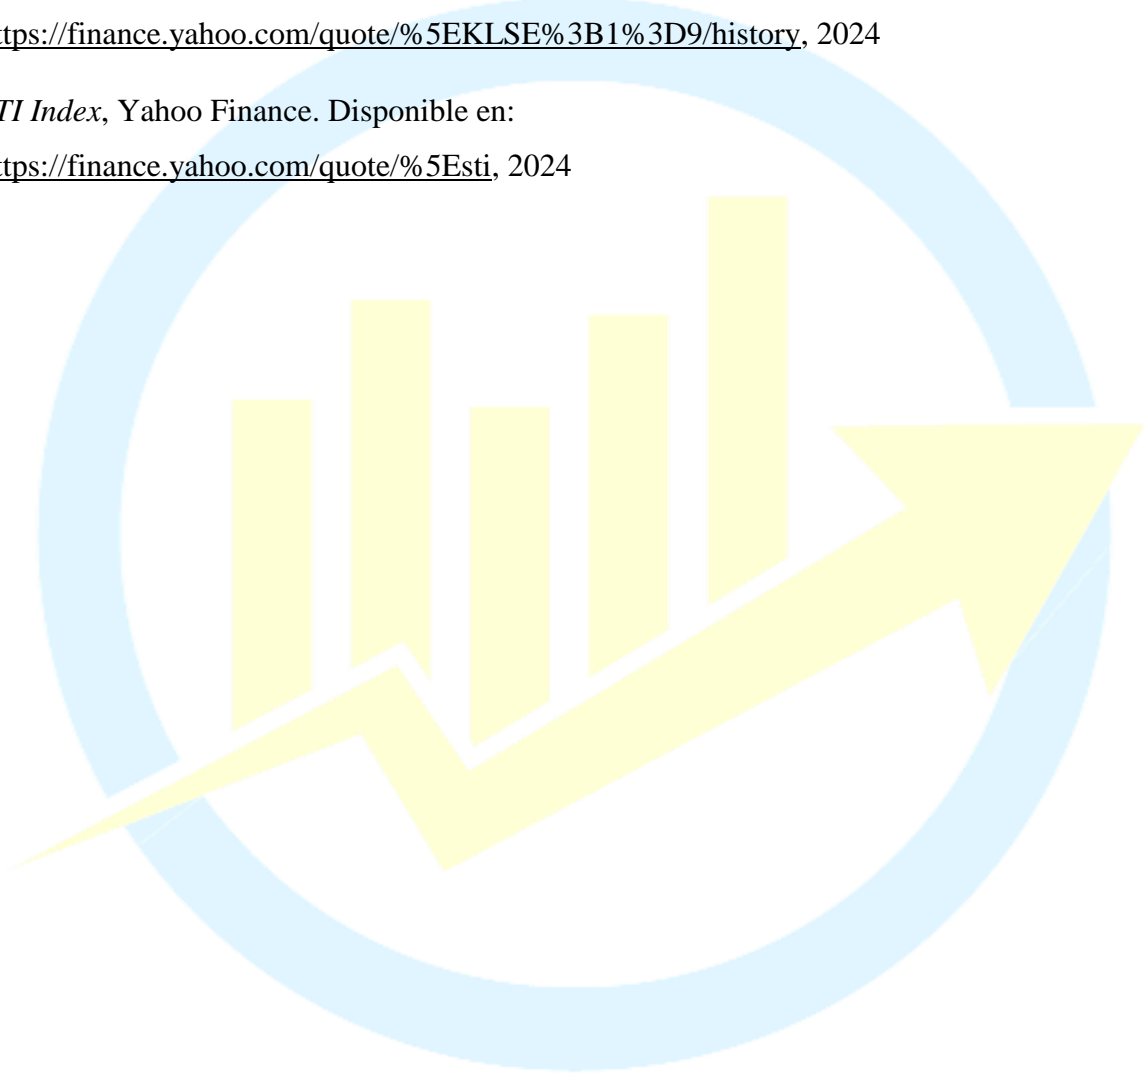 ttps://finance.yahoo.com/quote/%5EKLSE%3B1%3D9/history, 2024
TI Index, Yahoo Finance. Disponible en:
ttps://finance.yahoo.com/quote/%5Esti, 2024